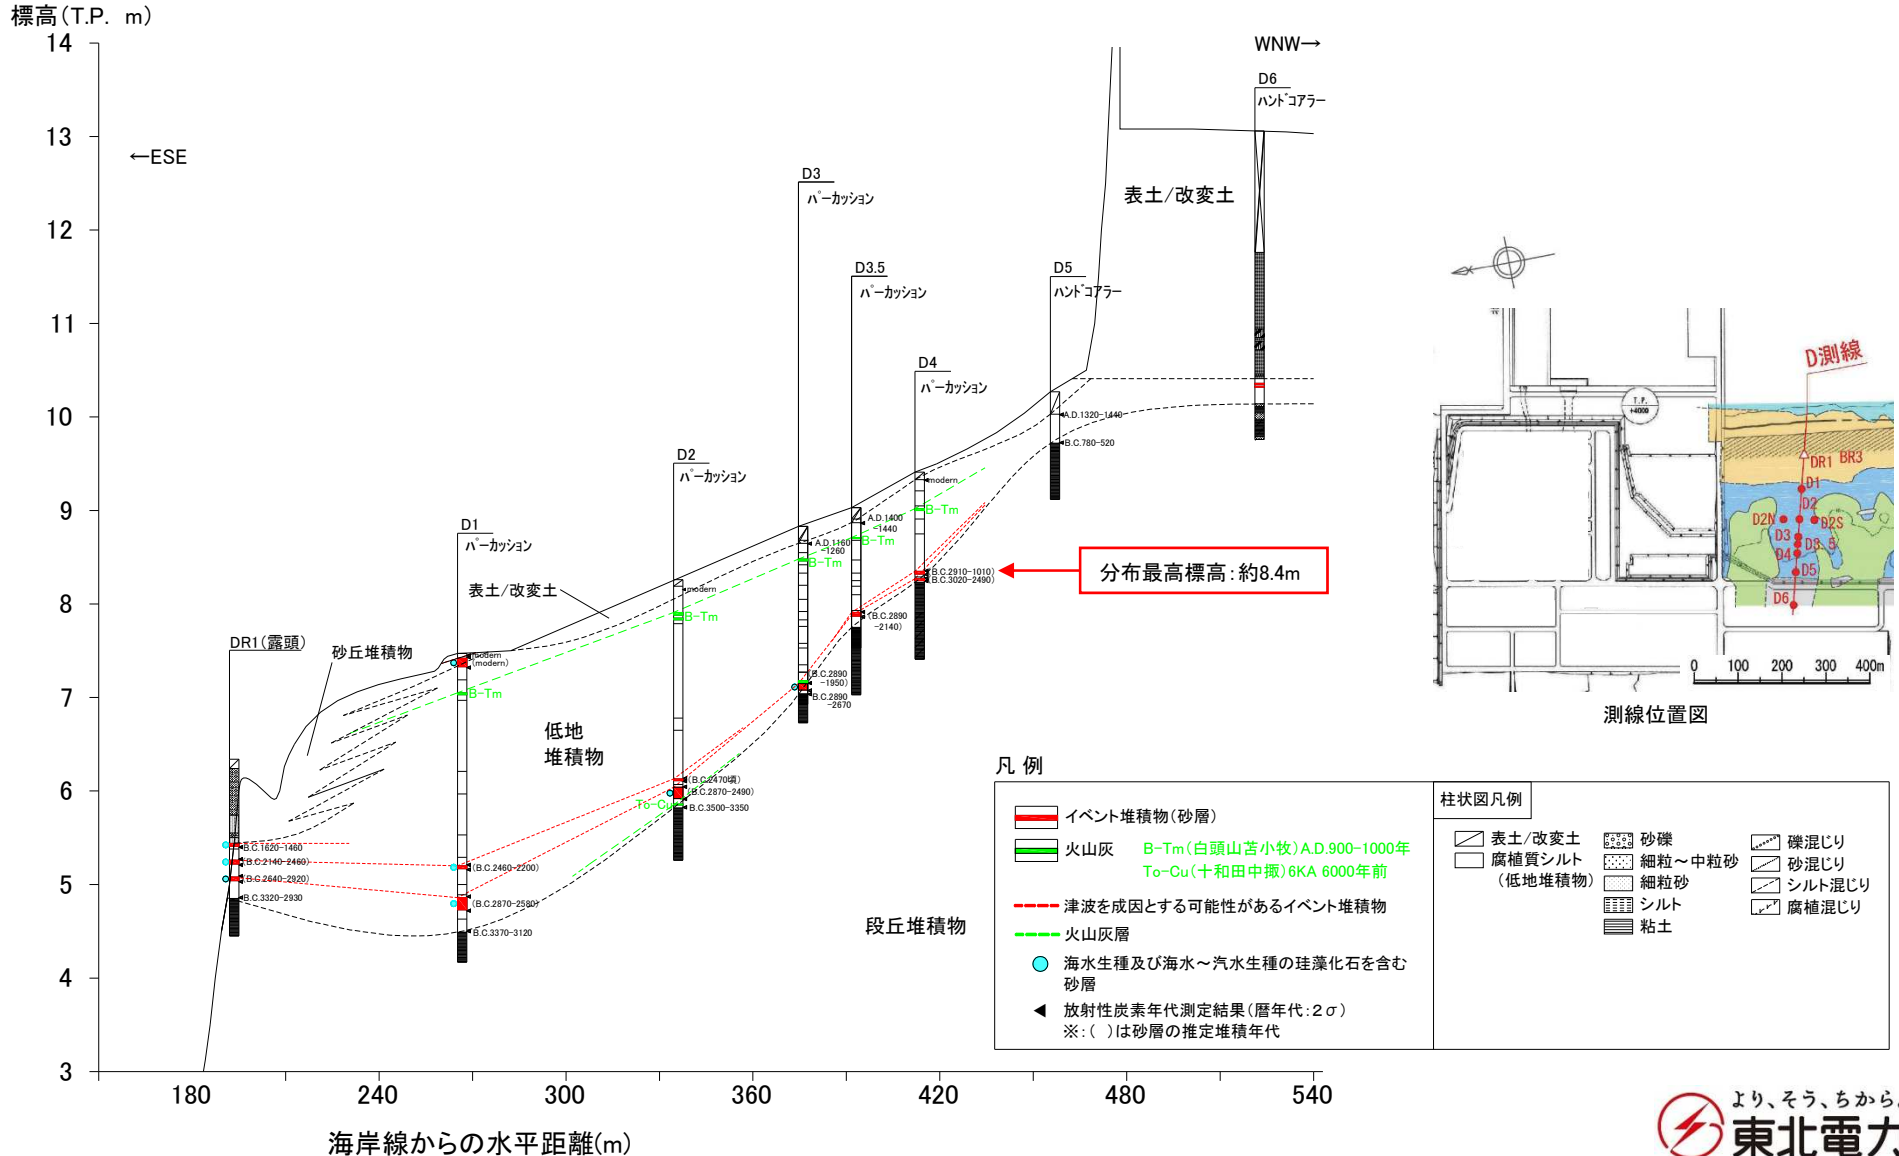 標高(T.P. m)
14
13
12
11
10
9
8
7
6
5
4
3
←ESE
WNW→
D6
ハンドコアラー
D3
パーカッション
表土/改変土
D3.5
パーカッション
D5
ハンドコアラー
D4
パーカッション
D2
パーカッション
D1
パーカッション
DR1(露頭)
砂丘堆積物
表土/改変土
低地
堆積物
段丘堆積物
A.D.1320-1440
B.C.780-520
modern
B-Tm
B.C.2910-1010)
B.C.3020-2490)
分布最高標高:約8.4m
A.D.1400
-1440
B-Tm
(B.C.2890
-2140)
A.D.1160
-1260
B-Tm
(B.C.2890
-1950)
B.C.2890
-2670
modern
B-Tm
(B.C.2470頃)
(B.C.2870-2490)
To-Cu
B.C.3500-3350
modern
(modern)
B-Tm
(B.C.2460-2200)
(B.C.2870-2580)
B.C.3370-3120
B.C.1620-1460
(B.C.2140-2460)
(B.C.2640-2920)
B.C.3320-2930
180
240
300
360
420
480
540
海岸線からの水平距離(m)
D測線
T.P.
+4000
DR1 BR3
D1
D2
D2N
D2S
D3
D3.5
D4
D5
D6
0 100 200 300 400m
測線位置図
凡 例
イベント堆積物(砂層)
火山灰 B-Tm(白頭山苫小牧)A.D.900-1000年
To-Cu(十和田中掫)6KA 6000年前
津波を成因とする可能性があるイベント堆積物
火山灰層
海水生種及び海水~汽水生種の珪藻化石を含む
砂層
放射性炭素年代測定結果(暦年代:2σ)
※:( )は砂層の推定堆積年代
柱状図凡例
表土/改変土
腐植質シルト
(低地堆積物)
砂礫
細粒~中粒砂
細粒砂
シルト
粘土
礫混じり
砂混じり
シルト混じり
腐植混じり
より、そう、ちから。
東北電力